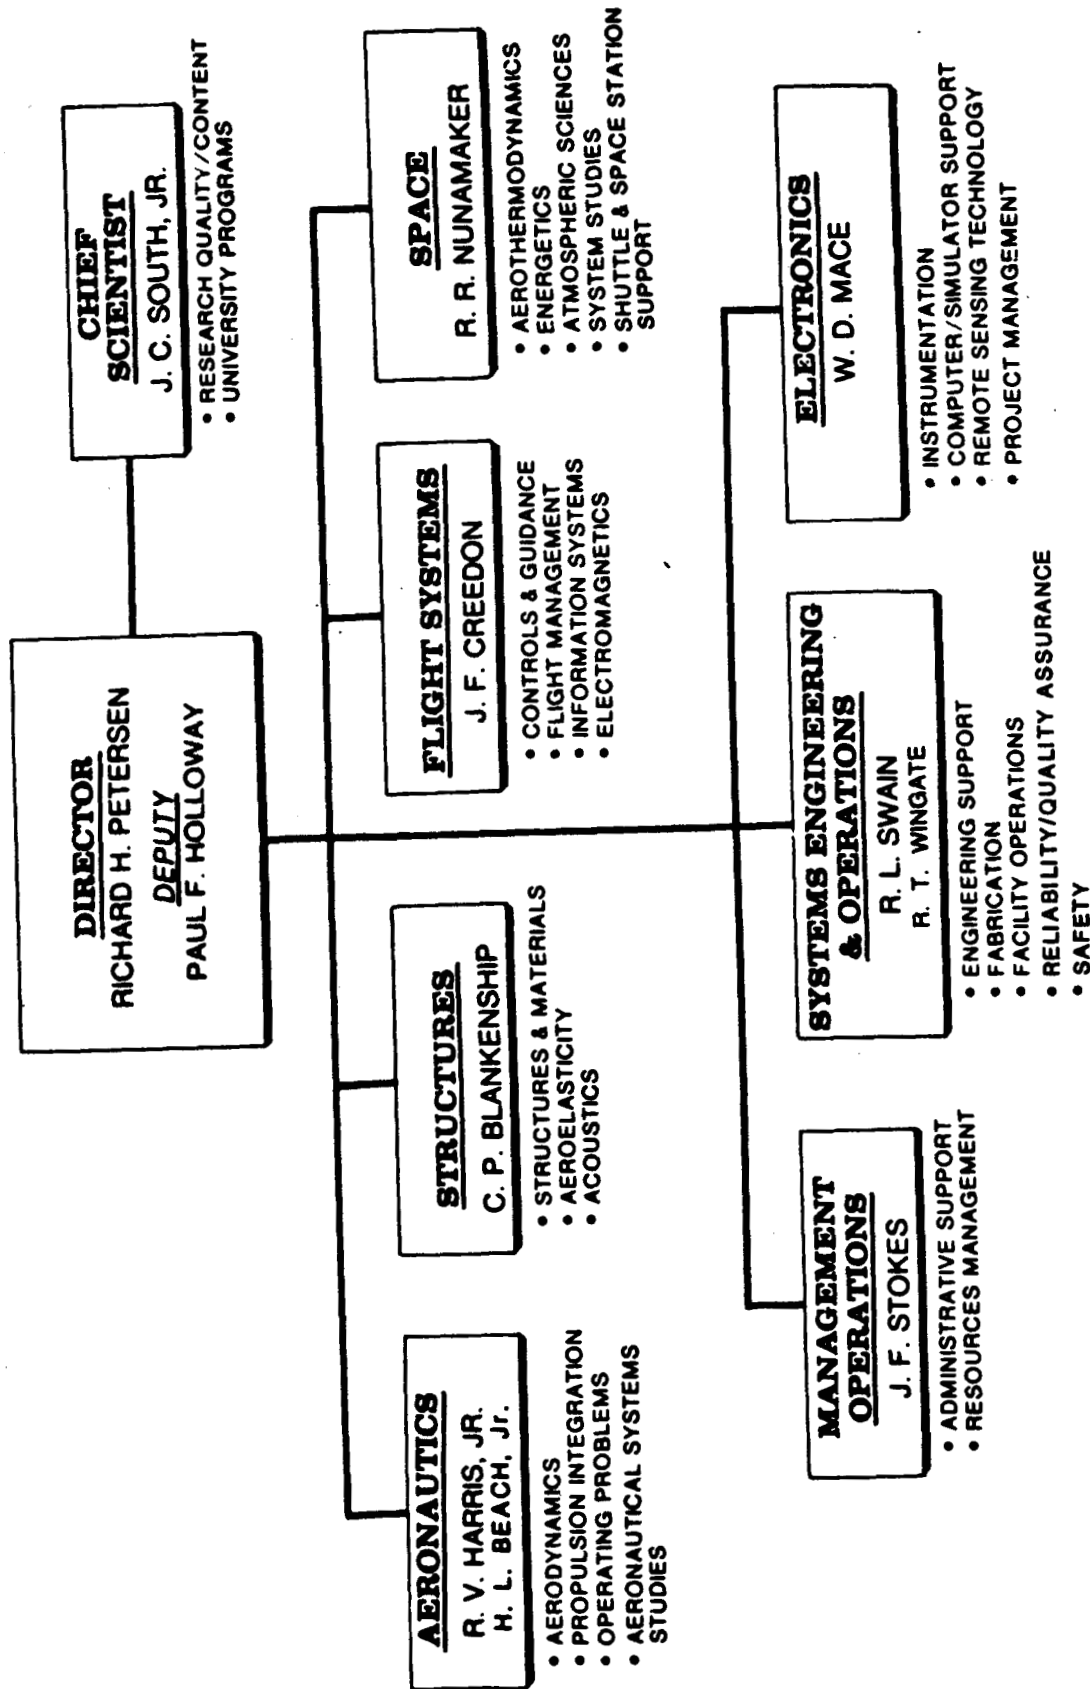 DIRECTOR
RICHARD H. PETERSEN
DEPUTY
PAUL F. HOLLOWAY
CHIEF
SCIENTIST
J. C. SOUTH, JR.
• RESEARCH QUALITY/CONTENT
• UNIVERSITY PROGRAMS
AERONAUTICS
R. V. HARRIS, JR.
H. L. BEACH, Jr.
• AERODYNAMICS
• PROPULSION INTEGRATION
• OPERATING PROBLEMS
• AERONAUTICAL SYSTEMS
STUDIES
STRUCTURES
C. P. BLANKENSHIP
• STRUCTURES & MATERIALS
• AEROELASTICITY
• ACOUSTICS
FLIGHT SYSTEMS
J. F. CREEDON
• CONTROLS & GUIDANCE
• FLIGHT MANAGEMENT
• INFORMATION SYSTEMS
• ELECTROMAGNETICS
SPACE
R. R. NUNAMAKER
• AEROTHERMODYNAMICS
• ENERGETICS
• ATMOSPHERIC SCIENCES
• SYSTEM STUDIES
• SHUTTLE & SPACE STATION
SUPPORT
MANAGEMENT
OPERATIONS
J. F. STOKES
• ADMINISTRATIVE SUPPORT
• RESOURCES MANAGEMENT
SYSTEMS ENGINEERING
& OPERATIONS
R. L. SWAIN
R. T. WINGATE
• ENGINEERING SUPPORT
• FABRICATION
• FACILITY OPERATIONS
• RELIABILITY/QUALITY ASSURANCE
• SAFETY
ELECTRONICS
W. D. MACE
• INSTRUMENTATION
• COMPUTER/SIMULATOR SUPPORT
• REMOTE SENSING TECHNOLOGY
• PROJECT MANAGEMENT